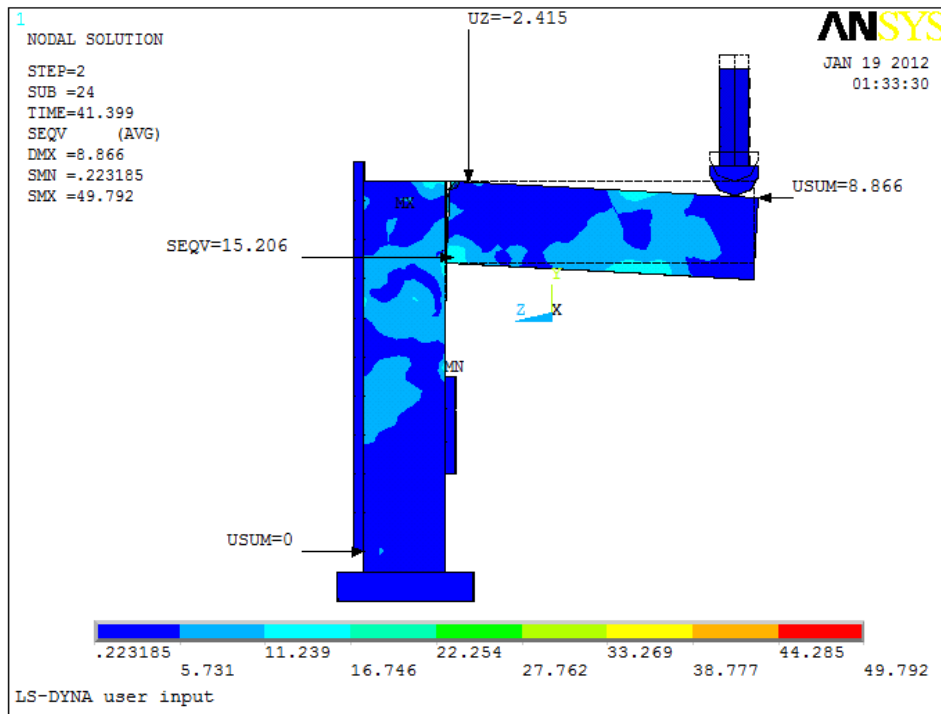 1
NODAL SOLUTION
STEP=2
SUB =24
TIME=41.399
SEQV (AVG)
DMX =8.866
SMN =.223185
SMX =49.792
UZ=-2.415
ANSYS
JAN 19 2012
01:33:30
MX
USUM=8.866
SEQV=15.206
Y
Z X
MN
USUM=0
.223185 11.239 22.254 33.269 44.285
5.731 16.746 27.762 38.777 49.792
LS-DYNA user input